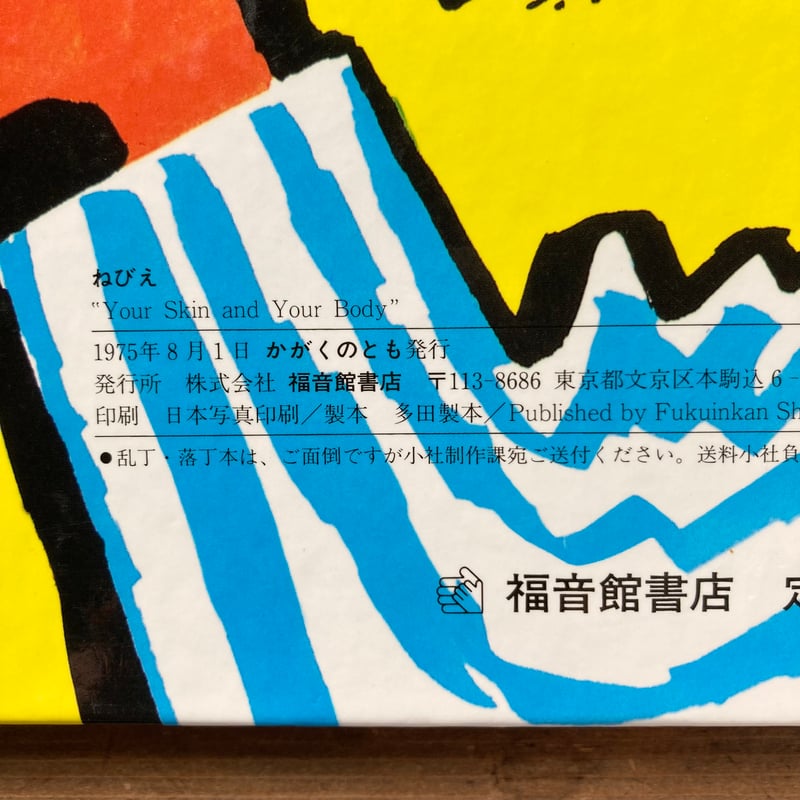 ねびえ
"Your Skin and Your Body"
1975年8月1日 かがくのとも発行
発行所 株式会社 福音館書店 〒113-8686 東京都文京区本駒込6-
印刷 日本写真印刷／製本 多田製本／Published by Fukuinkan Sh
●乱丁・落丁本は、ご面倒ですが小社制作課宛ご送付ください。送料小社負
福音館書店 定